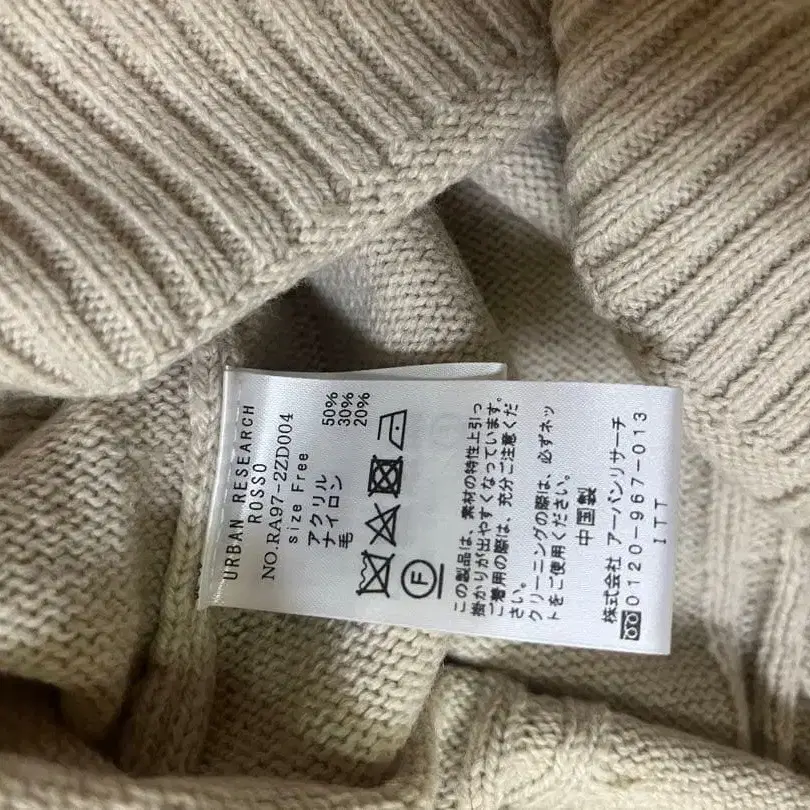 URBAN RESEARCH
ROSSO
NO.RA97-2ZD004
size Free
アクリル 50%
ナイロン 30%
毛 20%
F
この製品は、素材の特性上引っ
掛かりが出やすくなっています。
ご着用の際は、充分ご注意くだ
さい。
クリーニングの際は、必ずネッ
トをご使用ください。
中国製
株式会社 アーバンリサーチ
0120-967-013
ITT